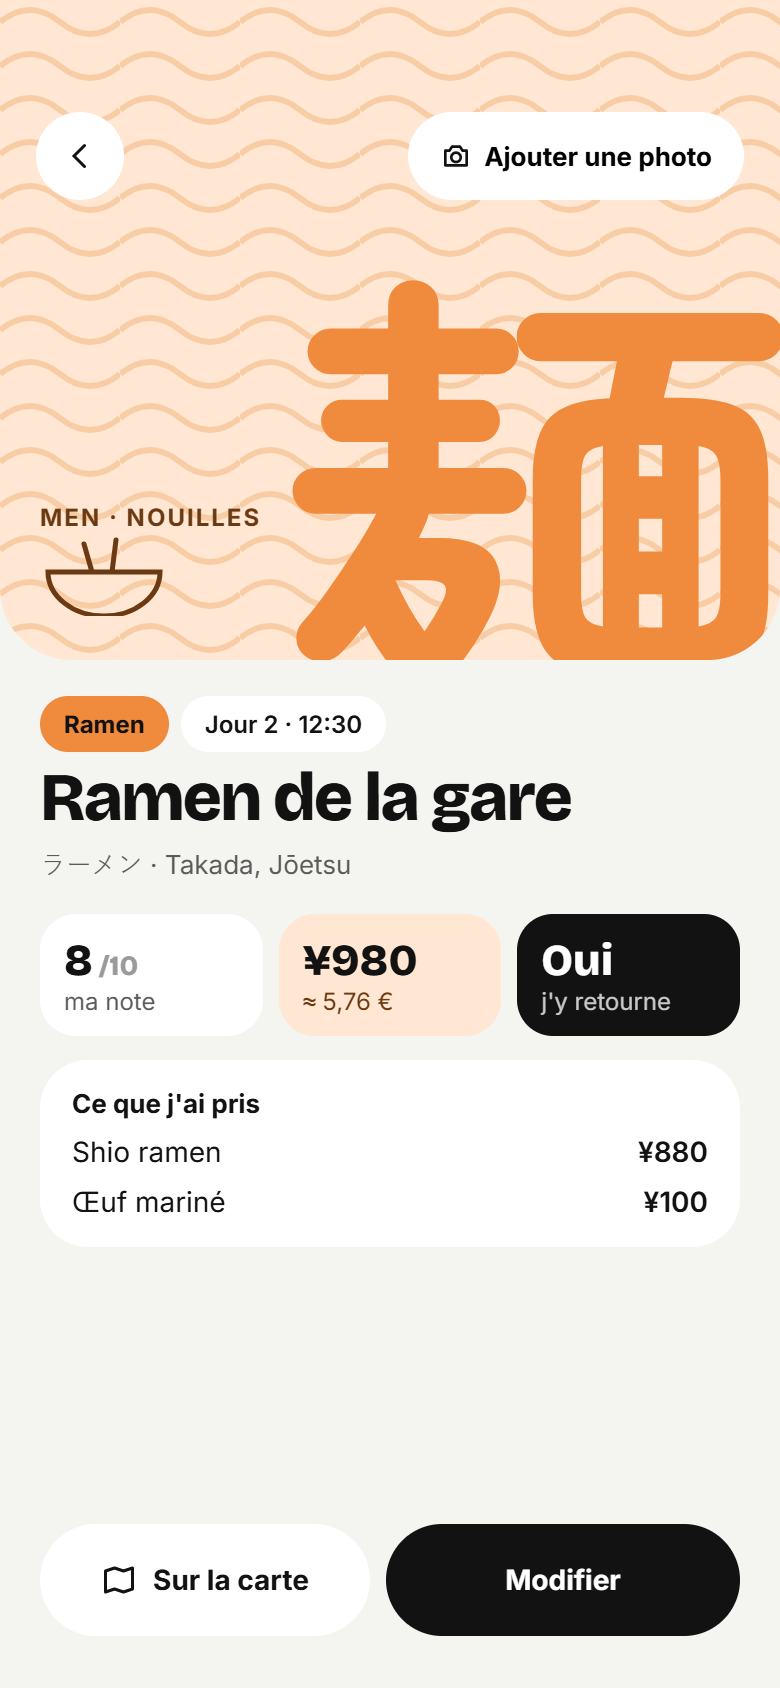 Ajouter une photo
麺
MEN · NOUILLES
Ramen
Jour 2 · 12:30
Ramen de la gare
ラーメン · Takada, Jōetsu
8 /10
ma note
¥980
≈ 5,76 €
Oui
j'y retourne
Ce que j'ai pris
Shio ramen ¥880
Œuf mariné ¥100
Sur la carte
Modifier